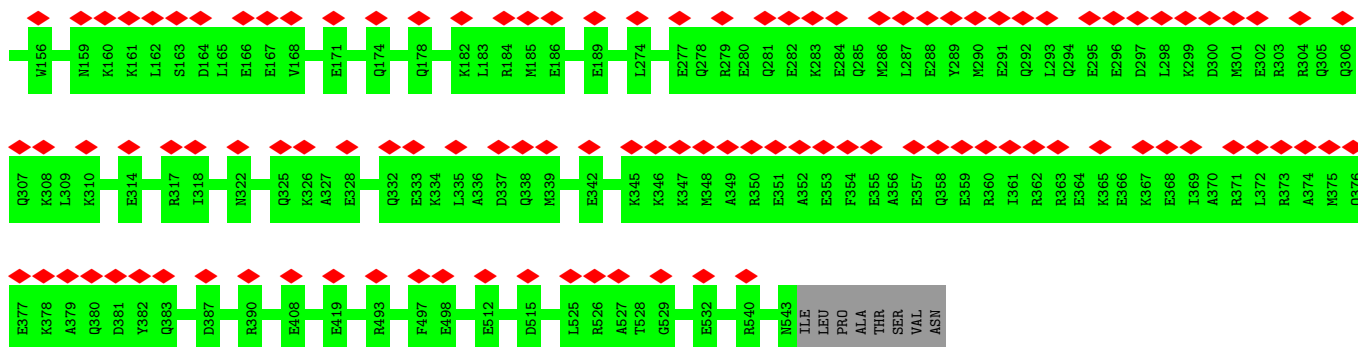 W156 N159 K160 K161 L162 S163 D164 L165 E166 E167 V168 E171 Q174 Q178 K182 L183 R184 M185 E186 E189 L274 E277 Q278 R279 E280 Q281 E282 K283 E284 Q285 M286 L287 E288 Y289 M290 E291 Q292 L293 Q294 E295 E296 D297 L298 K299 D300 M301 E302 R303 R304 Q305 Q306
Q307 K308 L309 K310 E314 R317 I318 N322 Q325 K326 A327 E328 Q332 E333 K334 L335 A336 D337 Q338 M339 E342 K345 K346 K347 M348 A349 R350 E351 A352 E353 F354 E355 A356 E357 Q358 E359 R360 I361 R362 R363 E364 K365 E366 K367 E368 I369 A370 R371 L372 R373 A374 M375 Q376
E377 K378 A379 Q380 D381 Y382 Q383 D387 R390 E408 E419 R493 F497 E498 E512 D515 L525 R526 A527 T528 G529 E532 R540 N543 ILE LEU PRO ALA THR SER VAL ASN